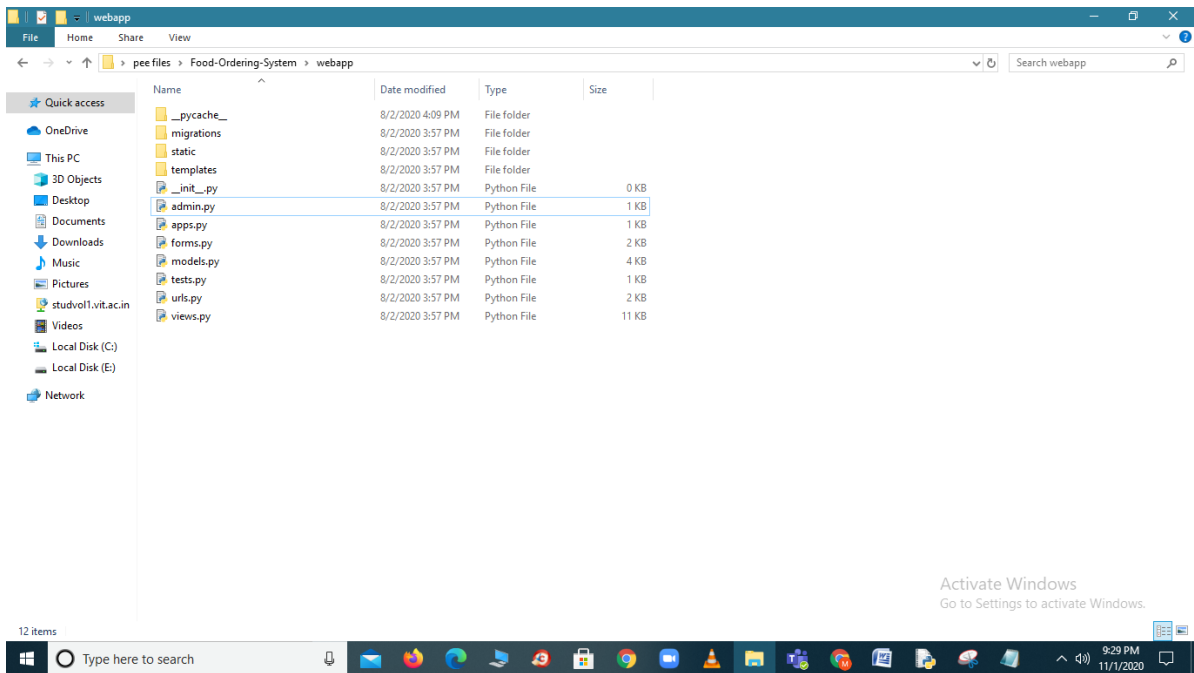 webapp
File Home Share View
pee files > Food-Ordering-System > webapp Search webapp
Name Date modified Type Size
Quick access
OneDrive
This PC
3D Objects
Desktop
Documents
Downloads
Music
Pictures
studvol1.vit.ac.in
Videos
Local Disk (C:)
Local Disk (E:)
Network
__pycache__ 8/2/2020 4:09 PM File folder
migrations 8/2/2020 3:57 PM File folder
static 8/2/2020 3:57 PM File folder
templates 8/2/2020 3:57 PM File folder
__init__.py 8/2/2020 3:57 PM Python File 0 KB
admin.py 8/2/2020 3:57 PM Python File 1 KB
apps.py 8/2/2020 3:57 PM Python File 1 KB
forms.py 8/2/2020 3:57 PM Python File 2 KB
models.py 8/2/2020 3:57 PM Python File 4 KB
tests.py 8/2/2020 3:57 PM Python File 1 KB
urls.py 8/2/2020 3:57 PM Python File 2 KB
views.py 8/2/2020 3:57 PM Python File 11 KB
Activate Windows
Go to Settings to activate Windows.
12 items
Type here to search
9:29 PM
11/1/2020